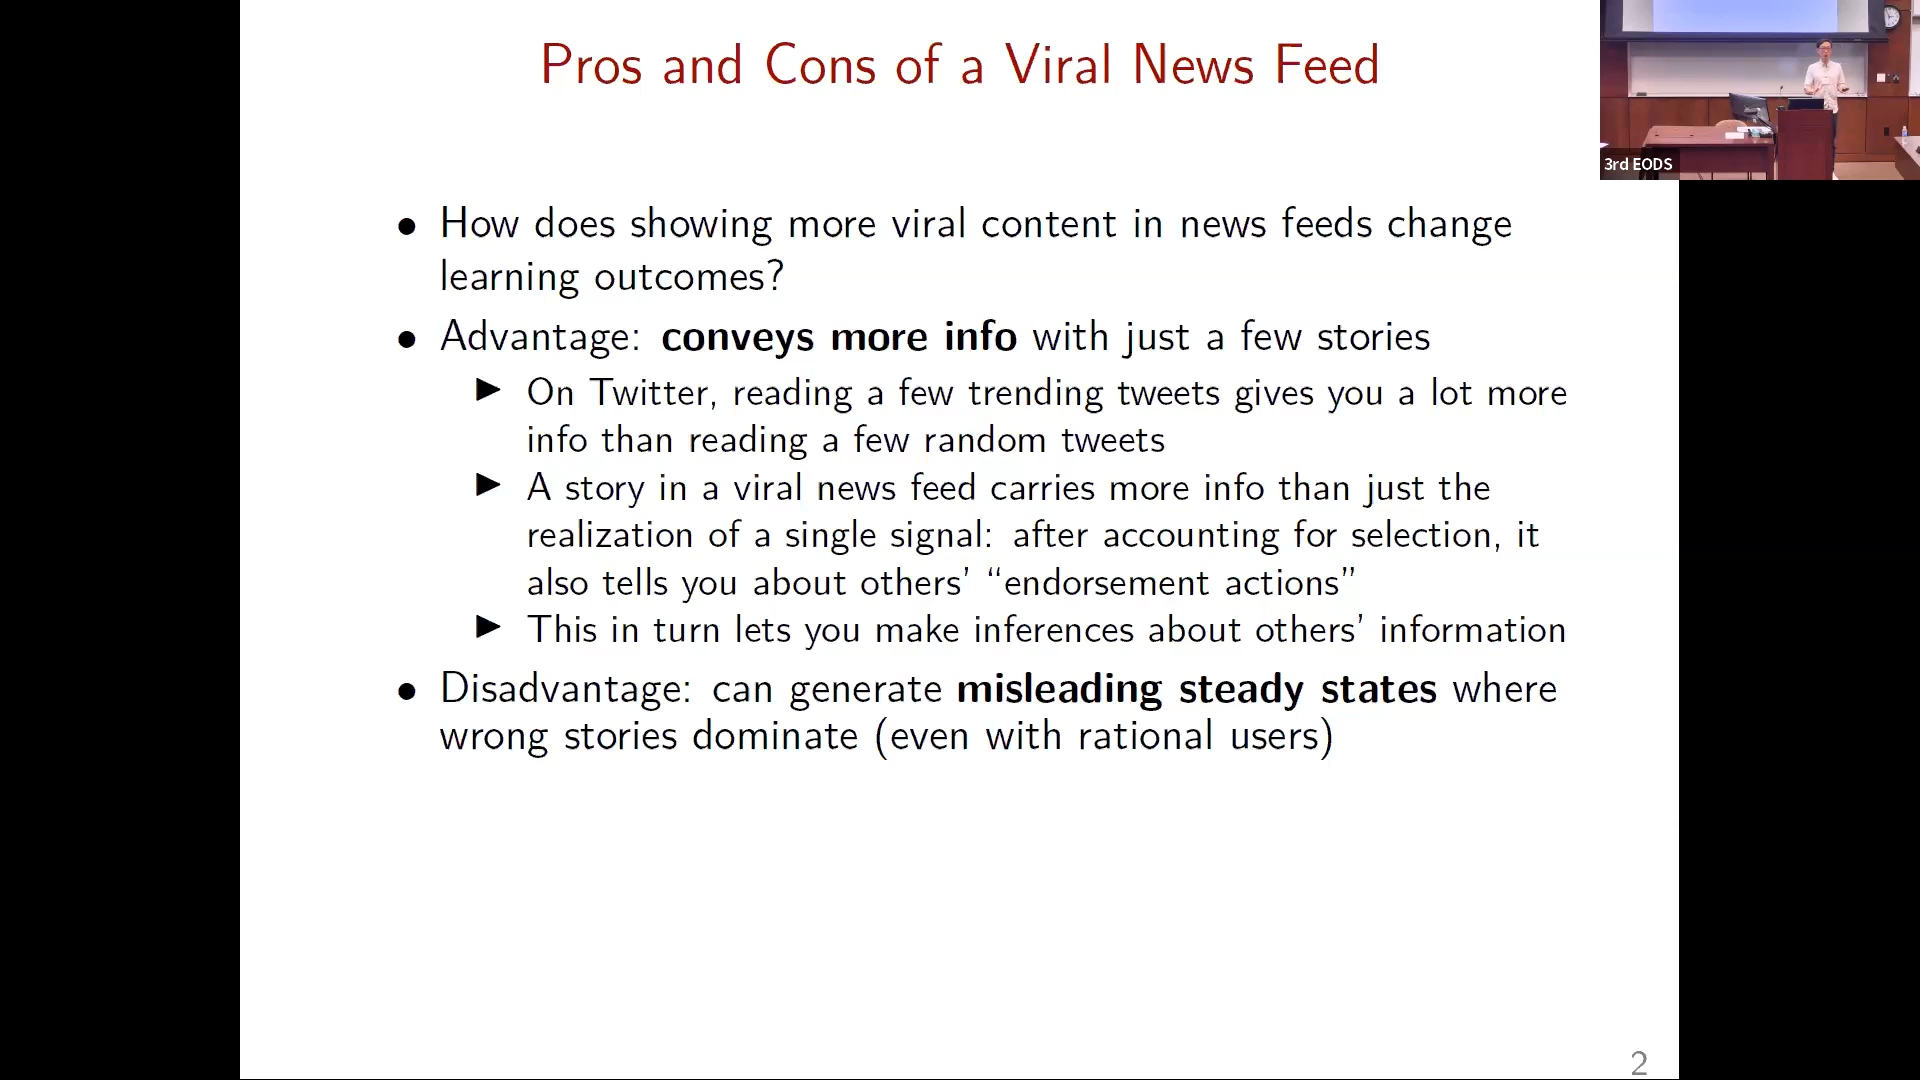 Pros and Cons of a Viral News Feed
3rd EODS
• How does showing more viral content in news feeds change
learning outcomes?
• Advantage: conveys more info with just a few stories
▶ On Twitter, reading a few trending tweets gives you a lot more
info than reading a few random tweets
▶ A story in a viral news feed carries more info than just the
realization of a single signal: after accounting for selection, it
also tells you about others’ “endorsement actions”
▶ This in turn lets you make inferences about others’ information
• Disadvantage: can generate misleading steady states where
wrong stories dominate (even with rational users)
2